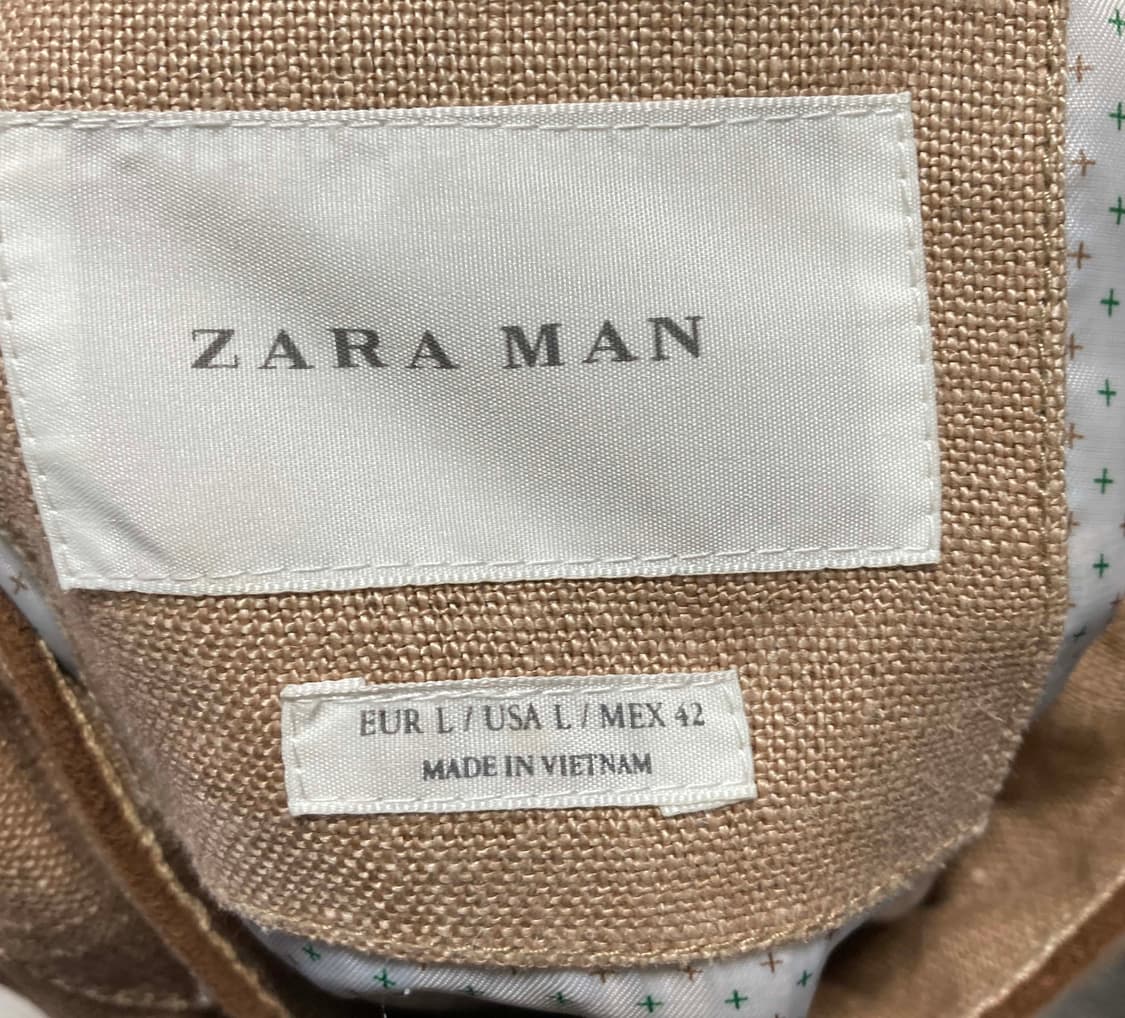 ZARA MAN
EUR L / USA L / MEX 42
MADE IN VIETNAM